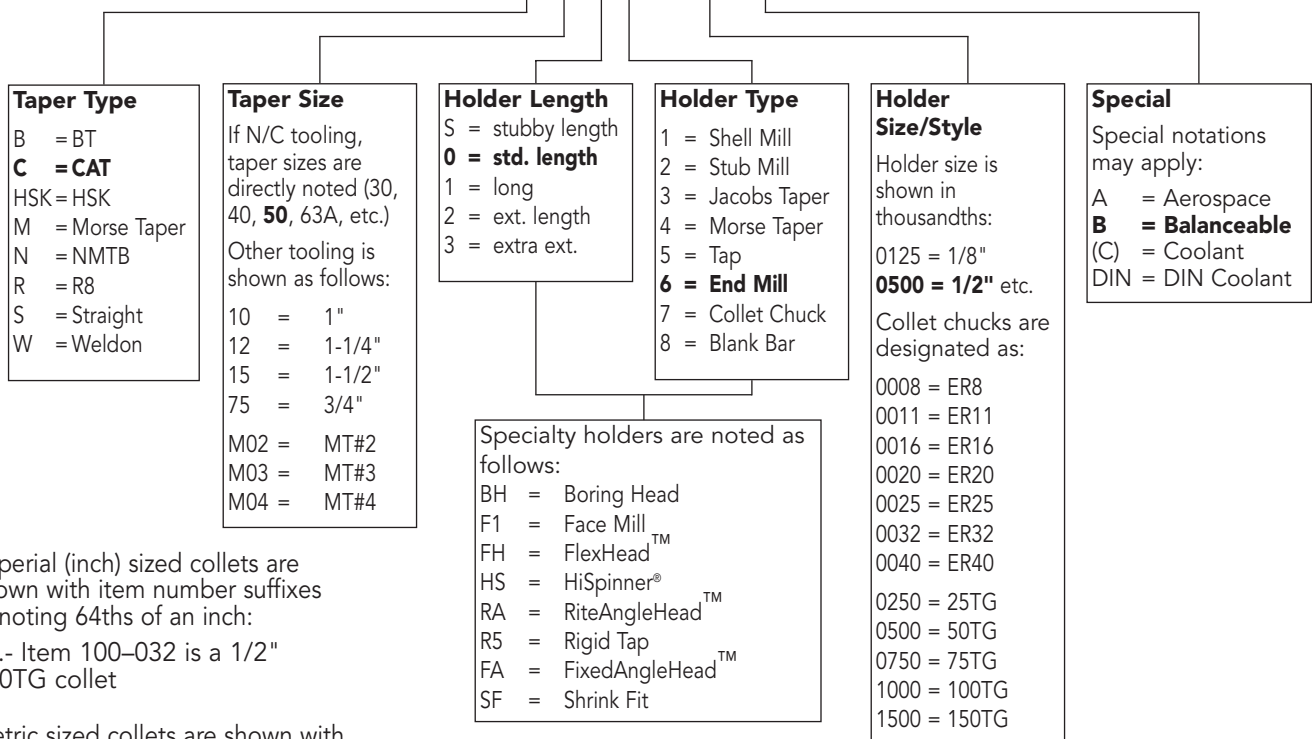 Taper Type
B = BT
C = CAT
HSK = HSK
M = Morse Taper
N = NMTB
R = R8
S = Straight
W = Weldon
Taper Size
If N/C tooling,
taper sizes are
directly noted (30,
40, 50, 63A, etc.)
Other tooling is
shown as follows:
10 = 1"
12 = 1-1/4"
15 = 1-1/2"
75 = 3/4"
M02 = MT#2
M03 = MT#3
M04 = MT#4
Holder Length
S = stubby length
0 = std. length
1 = long
2 = ext. length
3 = extra ext.
Holder Type
1 = Shell Mill
2 = Stub Mill
3 = Jacobs Taper
4 = Morse Taper
5 = Tap
6 = End Mill
7 = Collet Chuck
8 = Blank Bar
Specialty holders are noted as
follows:
BH = Boring Head
F1 = Face Mill
FH = FlexHead™
HS = HiSpinner®
RA = RiteAngleHead™
R5 = Rigid Tap
FA = FixedAngleHead™
SF = Shrink Fit
Holder
Size/Style
Holder size is
shown in
thousandths:
0125 = 1/8"
0500 = 1/2" etc.
Collet chucks are
designated as:
0008 = ER8
0011 = ER11
0016 = ER16
0020 = ER20
0025 = ER25
0032 = ER32
0040 = ER40
0250 = 25TG
0500 = 50TG
0750 = 75TG
1000 = 100TG
1500 = 150TG
Special
Special notations
may apply:
A = Aerospace
B = Balanceable
(C) = Coolant
DIN = DIN Coolant
perial (inch) sized collets are
own with item number suffixes
noting 64ths of an inch:
.- Item 100–032 is a 1/2"
0TG collet
etric sized collets are shown with